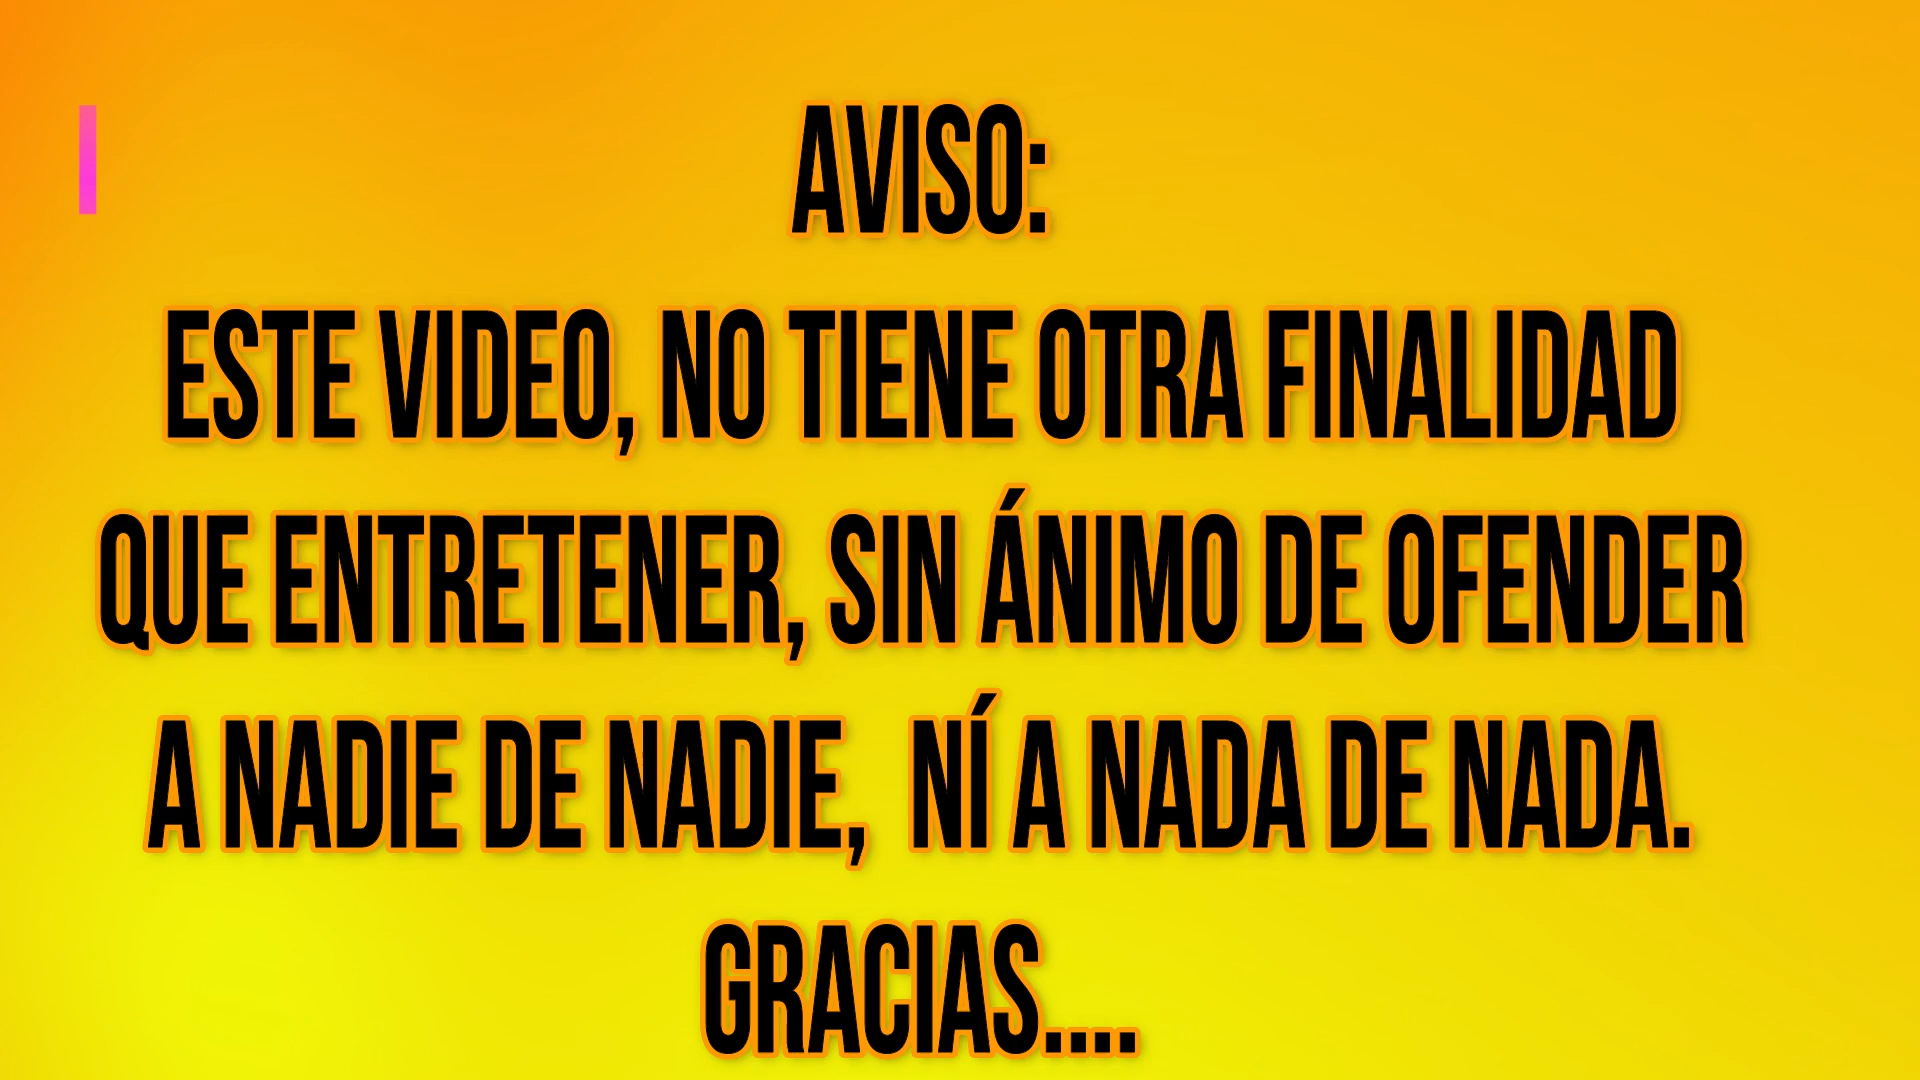 AVISO:
ESTE VIDEO, NO TIENE OTRA FINALIDAD
QUE ENTRETENER, SIN ÁNIMO DE OFENDER
A NADIE DE NADIE,  NÍ A NADA DE NADA.
GRACIAS....